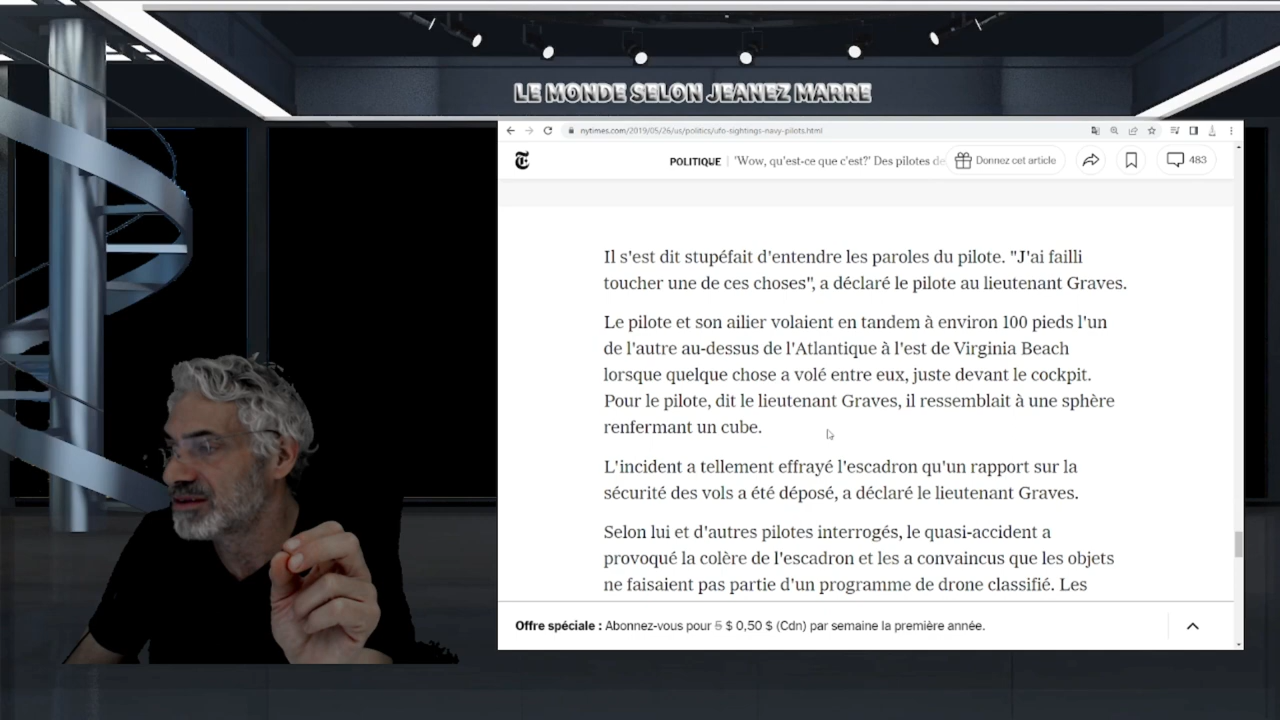 LE MONDE SELON JEANEZ MARRE
nytimes.com/2019/05/26/us/politics/ufo-sightings-navy-pilots.html
POLITIQUE | 'Wow, qu'est-ce que c'est?' Des pilotes de
Donnez cet article
483
Il s'est dit stupéfait d'entendre les paroles du pilote. "J'ai failli
toucher une de ces choses", a déclaré le pilote au lieutenant Graves.
Le pilote et son ailier volaient en tandem à environ 100 pieds l'un
de l'autre au-dessus de l'Atlantique à l'est de Virginia Beach
lorsque quelque chose a volé entre eux, juste devant le cockpit.
Pour le pilote, dit le lieutenant Graves, il ressemblait à une sphère
renfermant un cube.
L'incident a tellement effrayé l'escadron qu'un rapport sur la
sécurité des vols a été déposé, a déclaré le lieutenant Graves.
Selon lui et d'autres pilotes interrogés, le quasi-accident a
provoqué la colère de l'escadron et les a convaincus que les objets
ne faisaient pas partie d'un programme de drone classifié. Les
Offre spéciale : Abonnez-vous pour 5 $ 0,50 $ (Cdn) par semaine la première année.